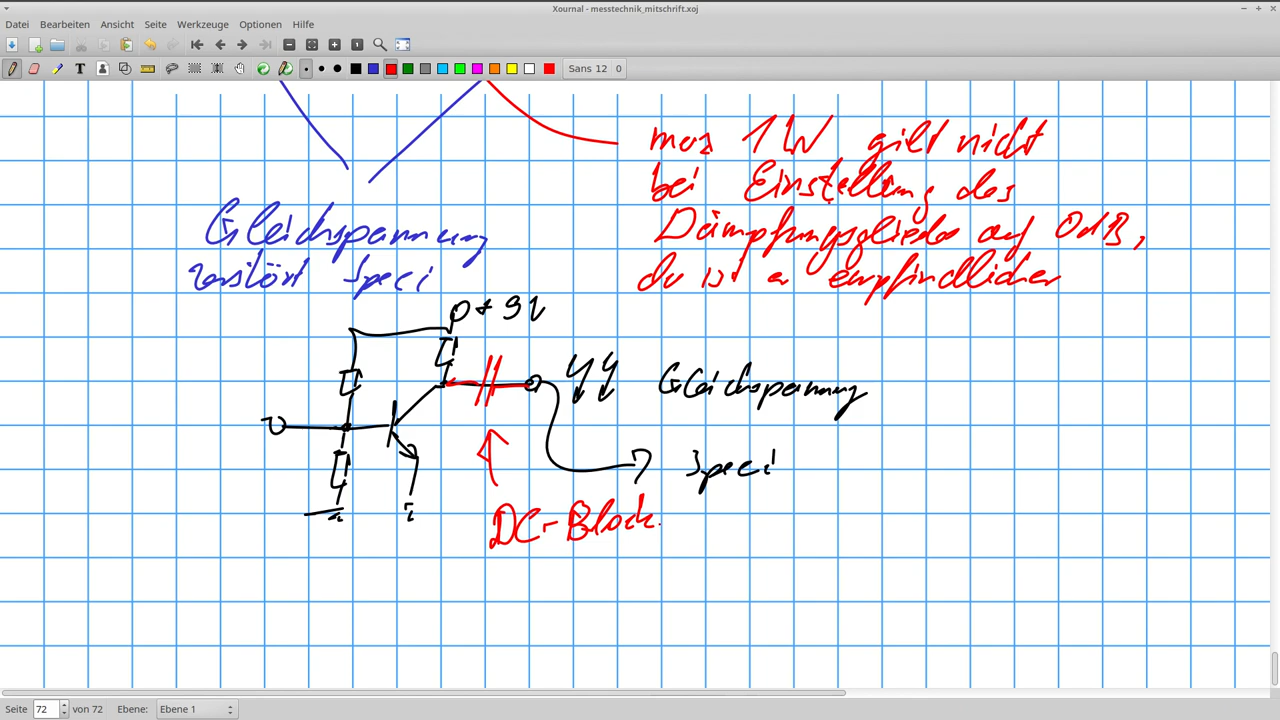 Xournal - messtechnik_mitschrift.xoj
Datei Bearbeiten Ansicht Seite Werkzeuge Optionen Hilfe
Sans 12 0
max 1W gilt nicht
bei Einstellung des
Dämpfungsgliedes auf 0dB,
da ist er empfindlicher
Gleichspannung
zerstört Speci
+ 9V
Gleichspannung
Speci
DC-Block
Seite 72 von 72 Ebene: Ebene 1